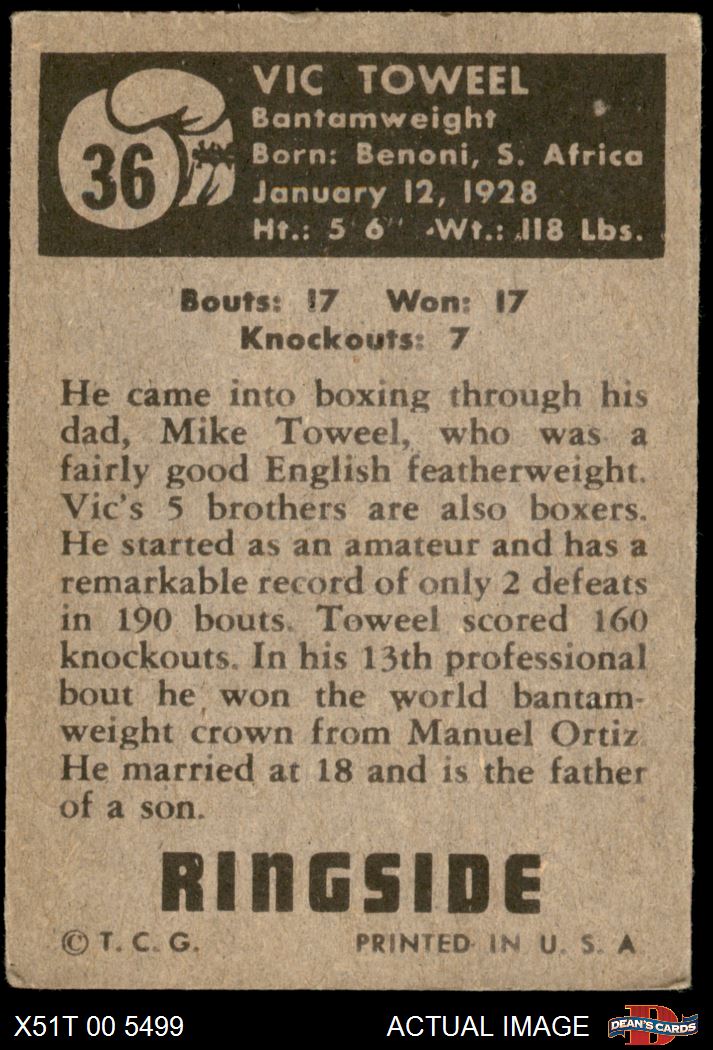 36
VIC TOWEEL
Bantamweight
Born: Benoni, S. Africa
January 12, 1928
Ht.: 5' 6" Wt.: 118 Lbs.
Bouts: 17 Won: 17
Knockouts: 7
He came into boxing through his
dad, Mike Toweel, who was a
fairly good English featherweight.
Vic's 5 brothers are also boxers.
He started as an amateur and has a
remarkable record of only 2 defeats
in 190 bouts. Toweel scored 160
knockouts. In his 13th professional
bout he won the world bantam-
weight crown from Manuel Ortiz.
He married at 18 and is the father
of a son.
RINGSIDE
© T. C. G. PRINTED IN U. S. A
X51T 00 5499 ACTUAL IMAGE DEAN'S CARDS